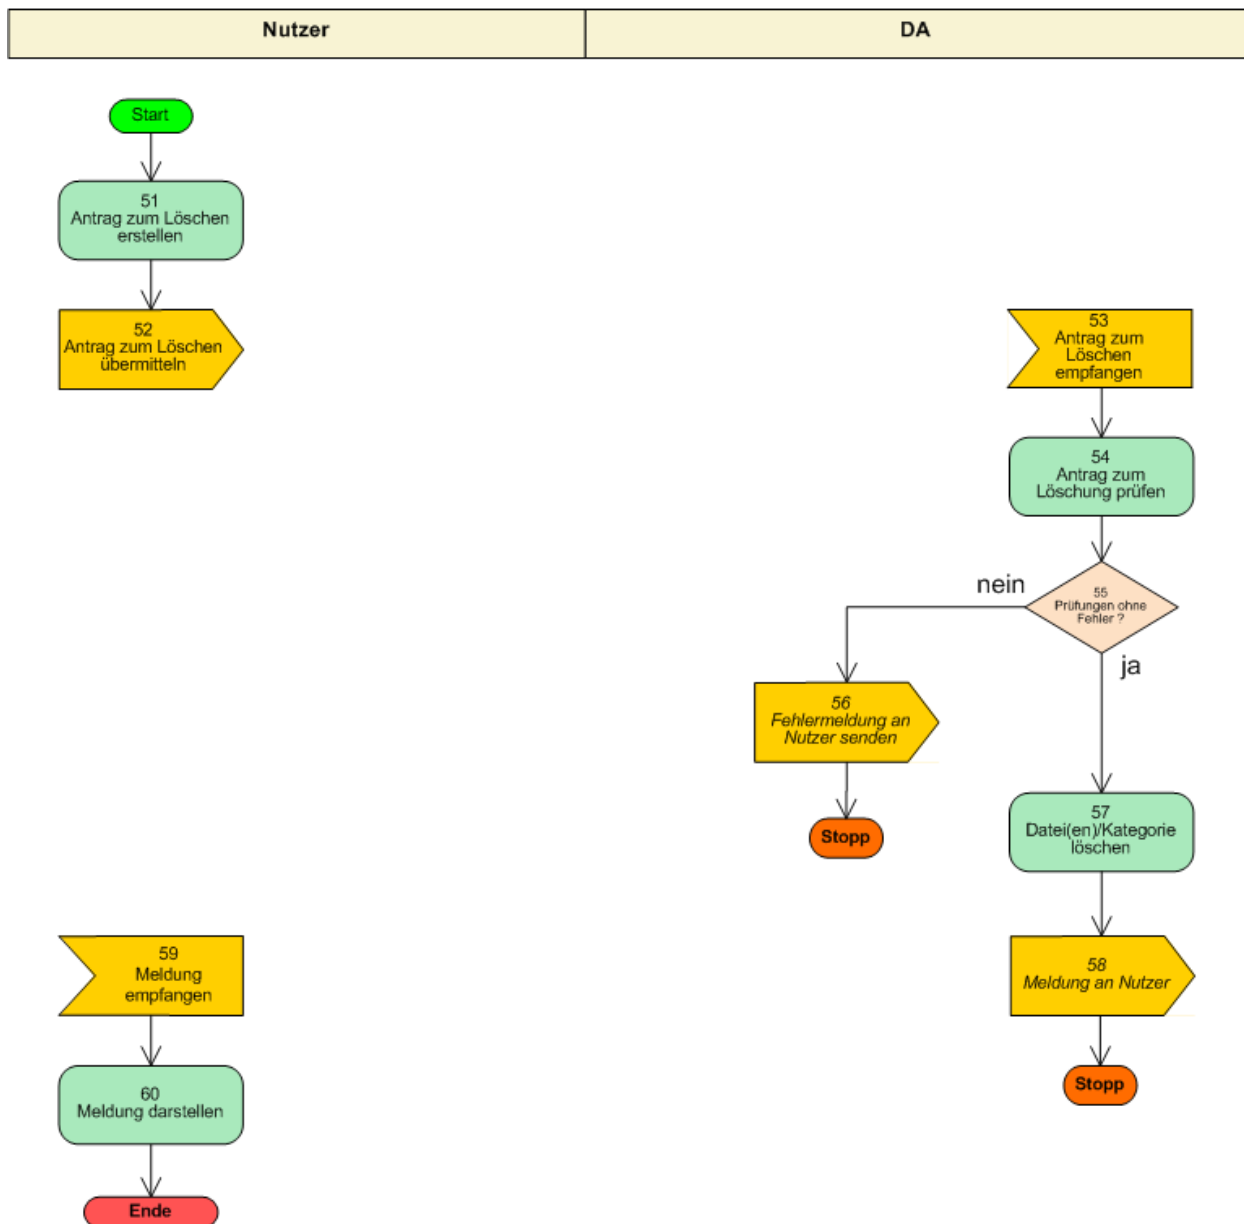 Nutzer
DA
Start
51
Antrag zum Löschen
erstellen
52
Antrag zum Löschen
übermitteln
53
Antrag zum
Löschen
empfangen
54
Antrag zum
Löschung prüfen
nein
55
Prüfungen ohne
Fehler ?
ja
56
Fehlermeldung an
Nutzer senden
Stopp
57
Datei(en)/Kategorie
löschen
59
Meldung
empfangen
58
Meldung an Nutzer
60
Meldung darstellen
Stopp
Ende